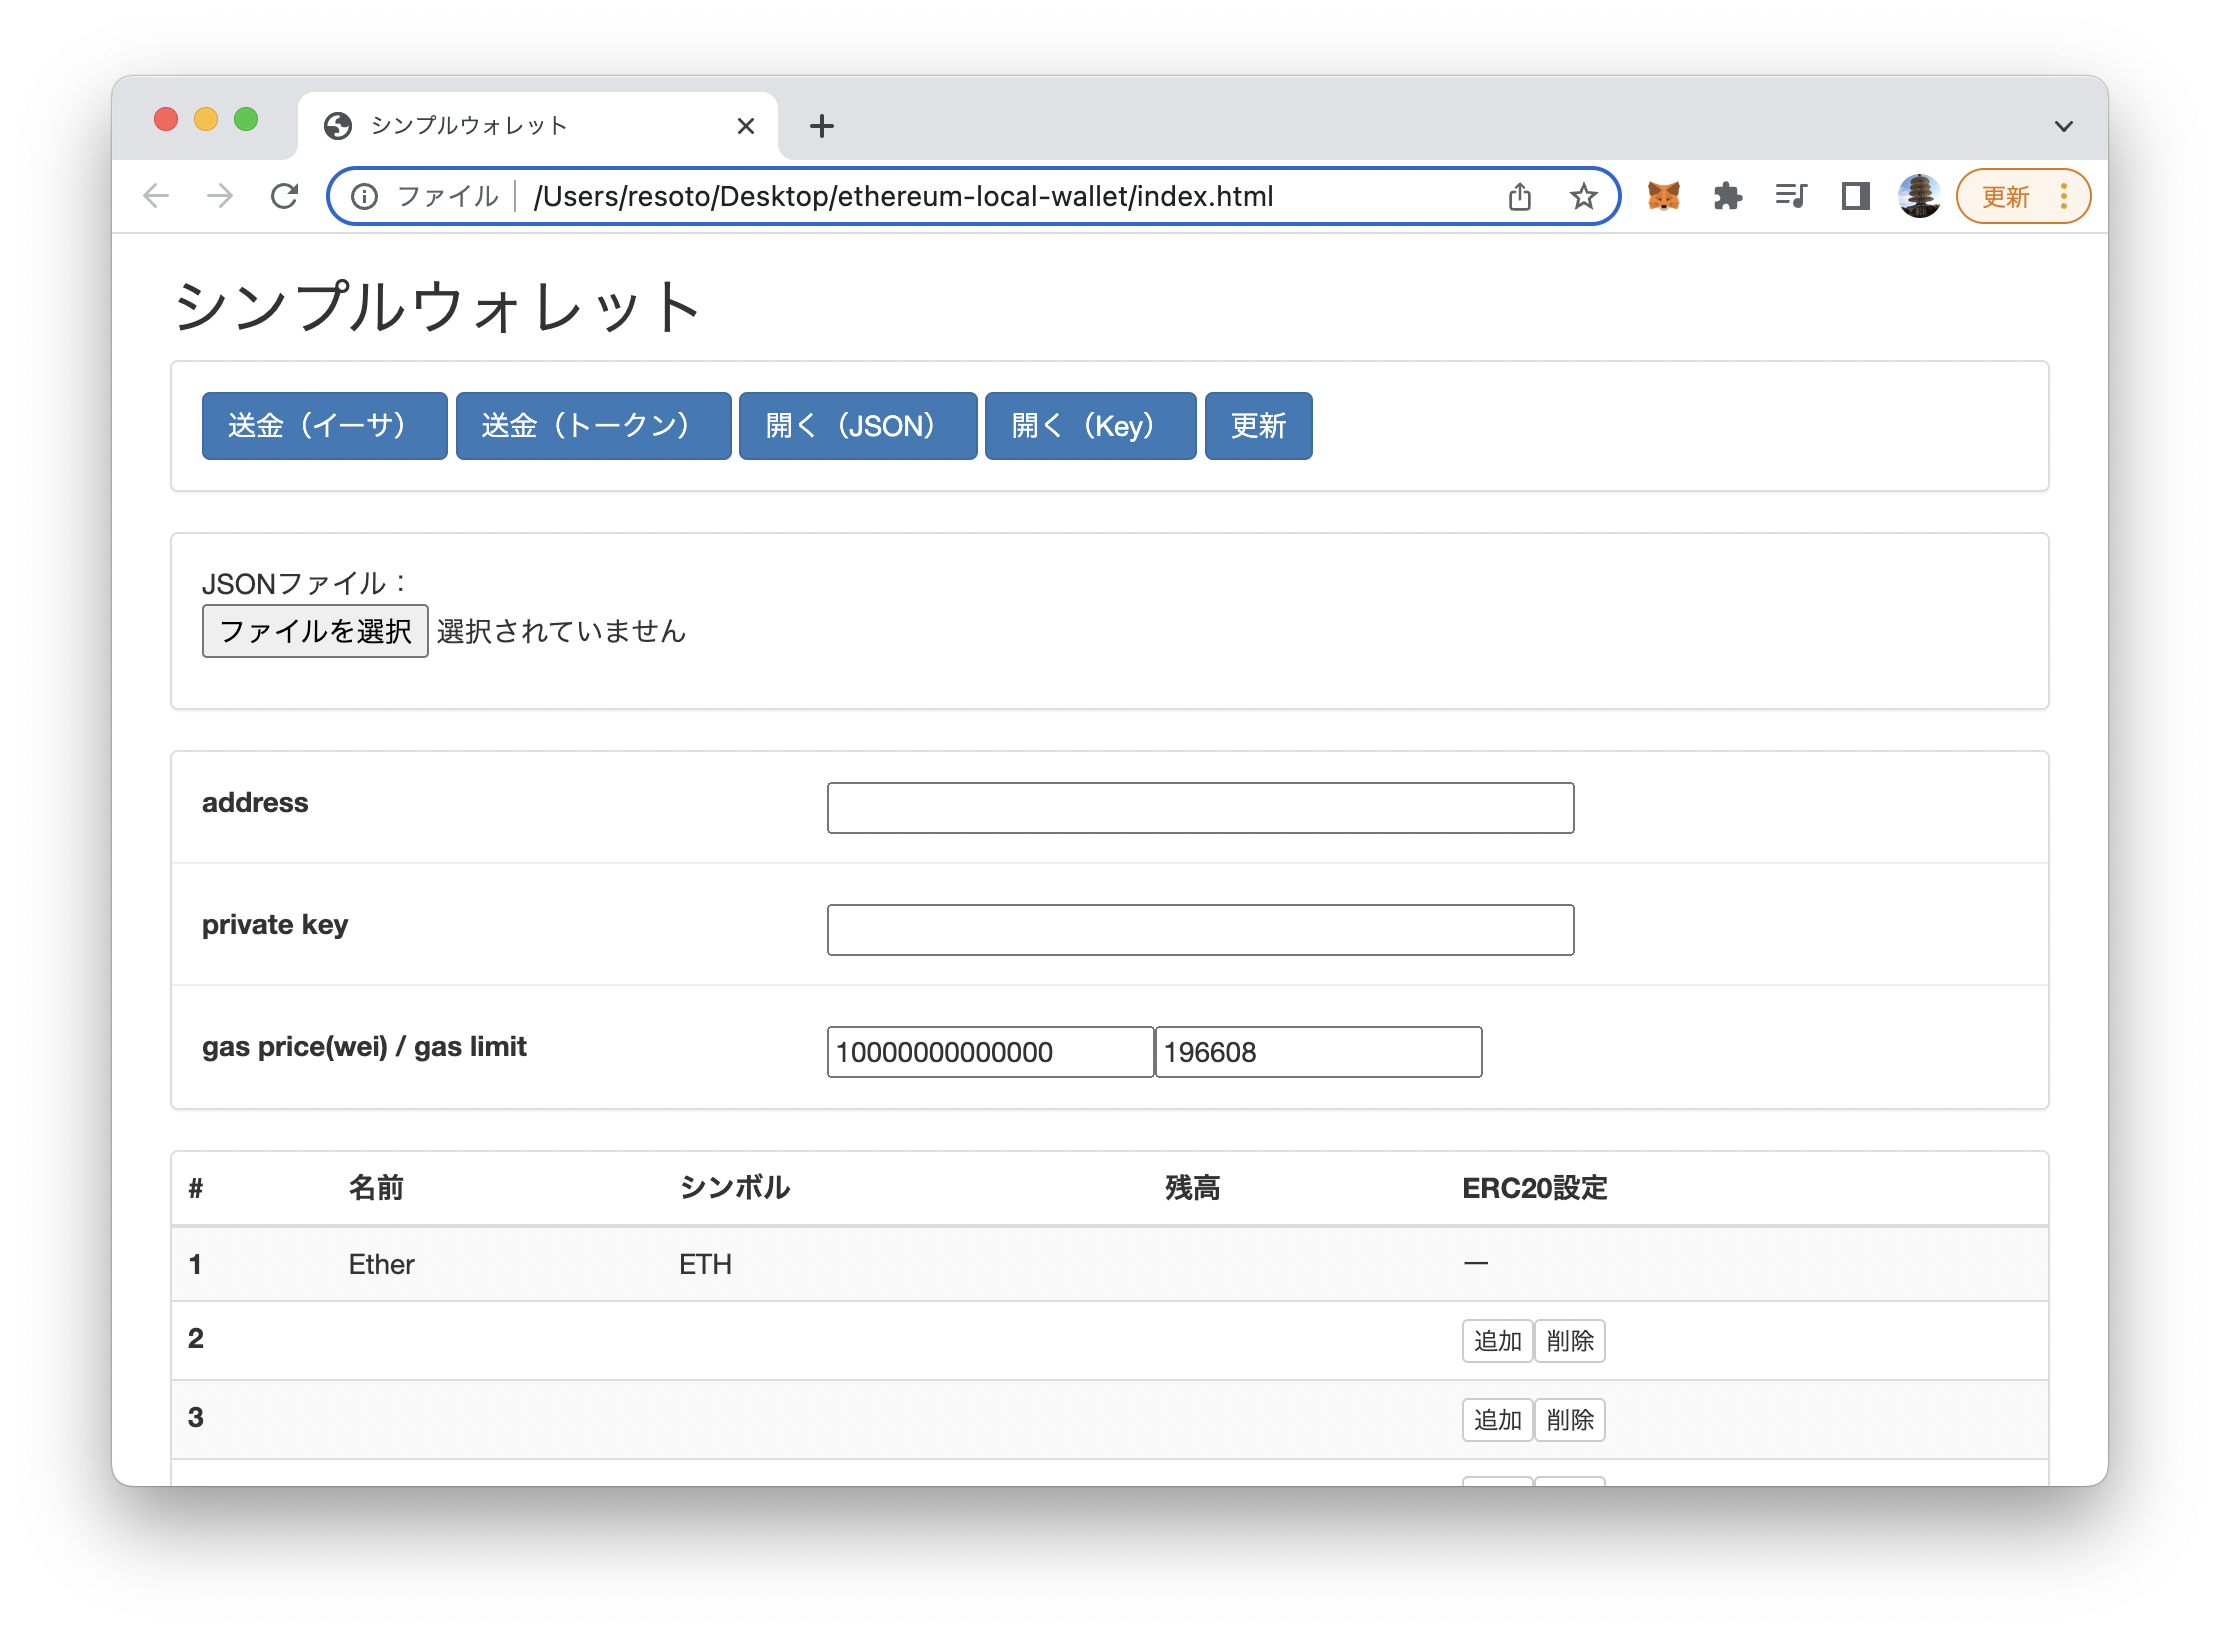 シンプルウォレット
ファイル /Users/resoto/Desktop/ethereum-local-wallet/index.html 更新
シンプルウォレット
送金（イーサ） 送金（トークン） 開く（JSON） 開く（Key） 更新
JSONファイル：
ファイルを選択 選択されていません
address
private key
gas price(wei) / gas limit 10000000000000 196608
# 名前 シンボル 残高 ERC20設定
1 Ether ETH —
2 追加 削除
3 追加 削除